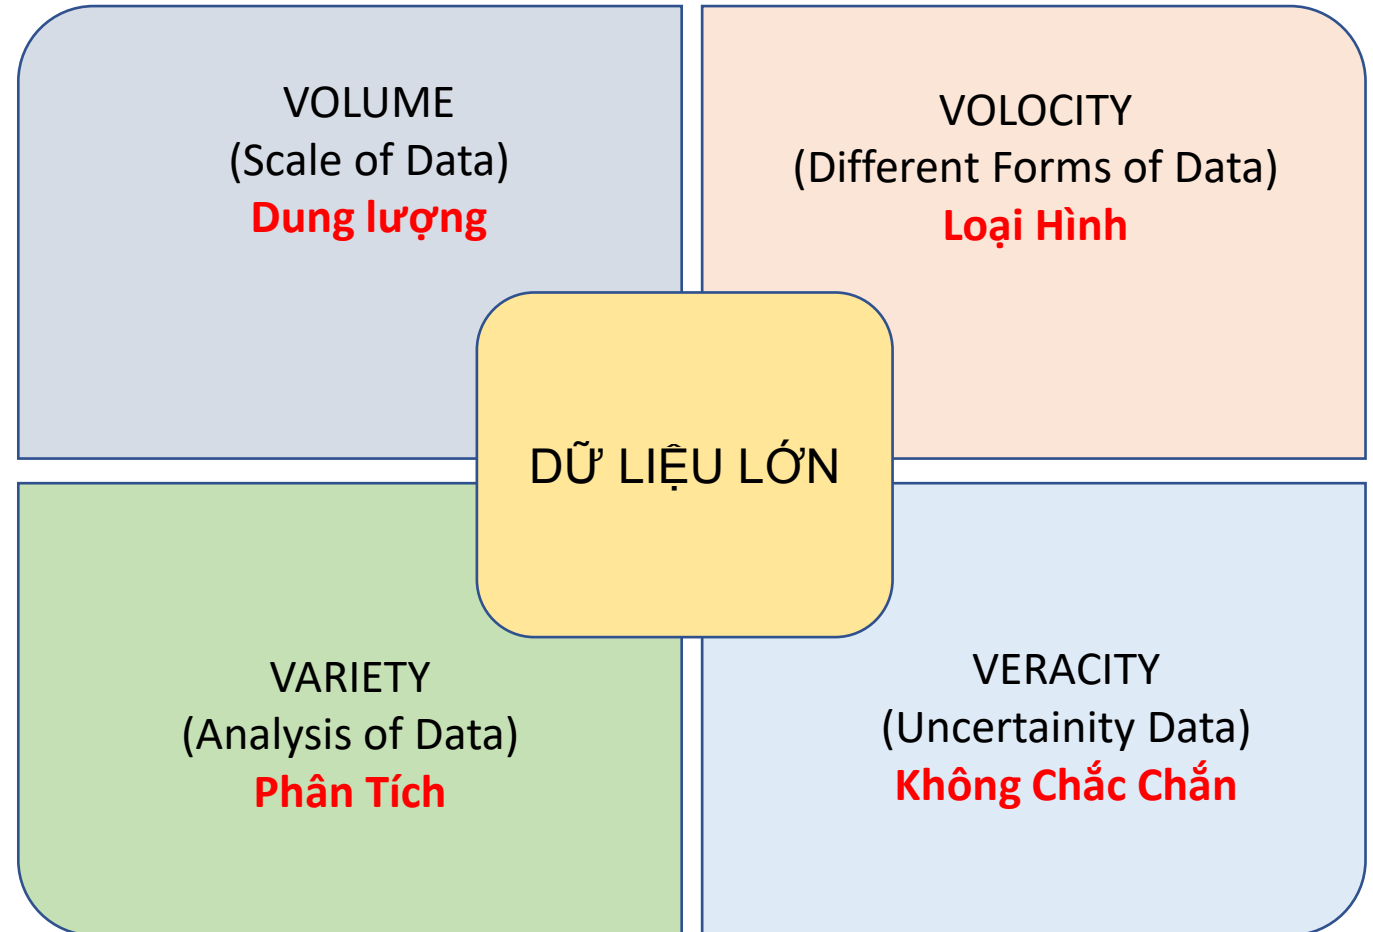 VOLUME
(Scale of Data)
Dung lượng
VOLOCITY
(Different Forms of Data)
Loại Hình
DỮ LIỆU LỚN
VARIETY
(Analysis of Data)
Phân Tích
VERACITY
(Uncertainity Data)
Không Chắc Chắn